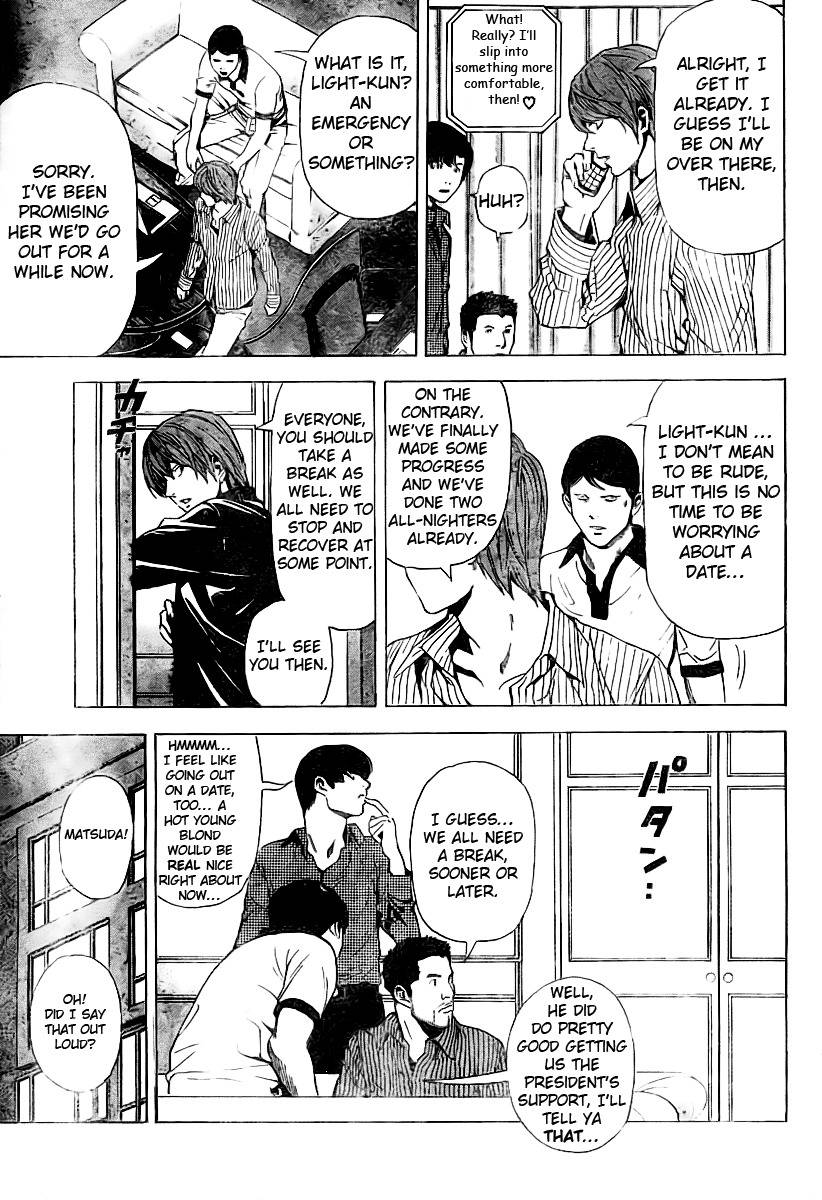 ALRIGHT, I
GET IT
ALREADY. I
GUESS I'LL
BE ON MY
OVER THERE,
THEN.
What!
Really? I'll
slip into
something more
comfortable,
then!♡
HUH?
WHAT IS IT,
LIGHT-KUN?
AN
EMERGENCY
OR
SOMETHING?
SORRY.
I'VE BEEN
PROMISING
HER WE'D GO
OUT FOR A
WHILE NOW.
LIGHT-KUN ...
I DON'T MEAN
TO BE RUDE,
BUT THIS IS NO
TIME TO BE
WORRYING
ABOUT A
DATE...
ON THE
CONTRARY.
WE'VE FINALLY
MADE SOME
PROGRESS
AND WE'VE
DONE TWO
ALL-NIGHTERS
ALREADY.
EVERYONE,
YOU SHOULD
TAKE A
BREAK AS
WELL. WE
ALL NEED TO
STOP AND
RECOVER AT
SOME POINT.
I'LL SEE
YOU THEN.
カチャ
パタン…
I GUESS...
WE ALL NEED
A BREAK,
SOONER OR
LATER.
WELL,
HE DID
DO PRETTY
GOOD GETTING
US THE
PRESIDENT'S
SUPPORT, I'LL
TELL YA
THAT...
HMMMM...
I FEEL LIKE
GOING OUT
ON A DATE,
TOO... A
HOT YOUNG
BLOND
WOULD BE
REAL NICE
RIGHT ABOUT
NOW...
MATSUDA!
OH!
DID I SAY
THAT OUT
LOUD?